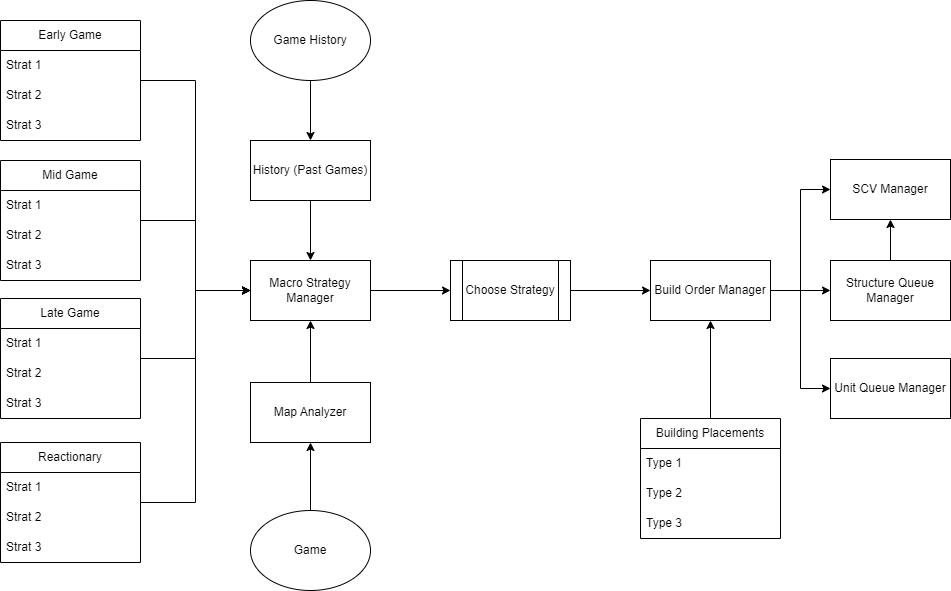 Early Game
Strat 1
Strat 2
Strat 3
Mid Game
Strat 1
Strat 2
Strat 3
Late Game
Strat 1
Strat 2
Strat 3
Reactionary
Strat 1
Strat 2
Strat 3
Game History
History (Past Games)
Macro Strategy
Manager
Map Analyzer
Game
Choose Strategy
Build Order Manager
Building Placements
Type 1
Type 2
Type 3
SCV Manager
Structure Queue
Manager
Unit Queue Manager